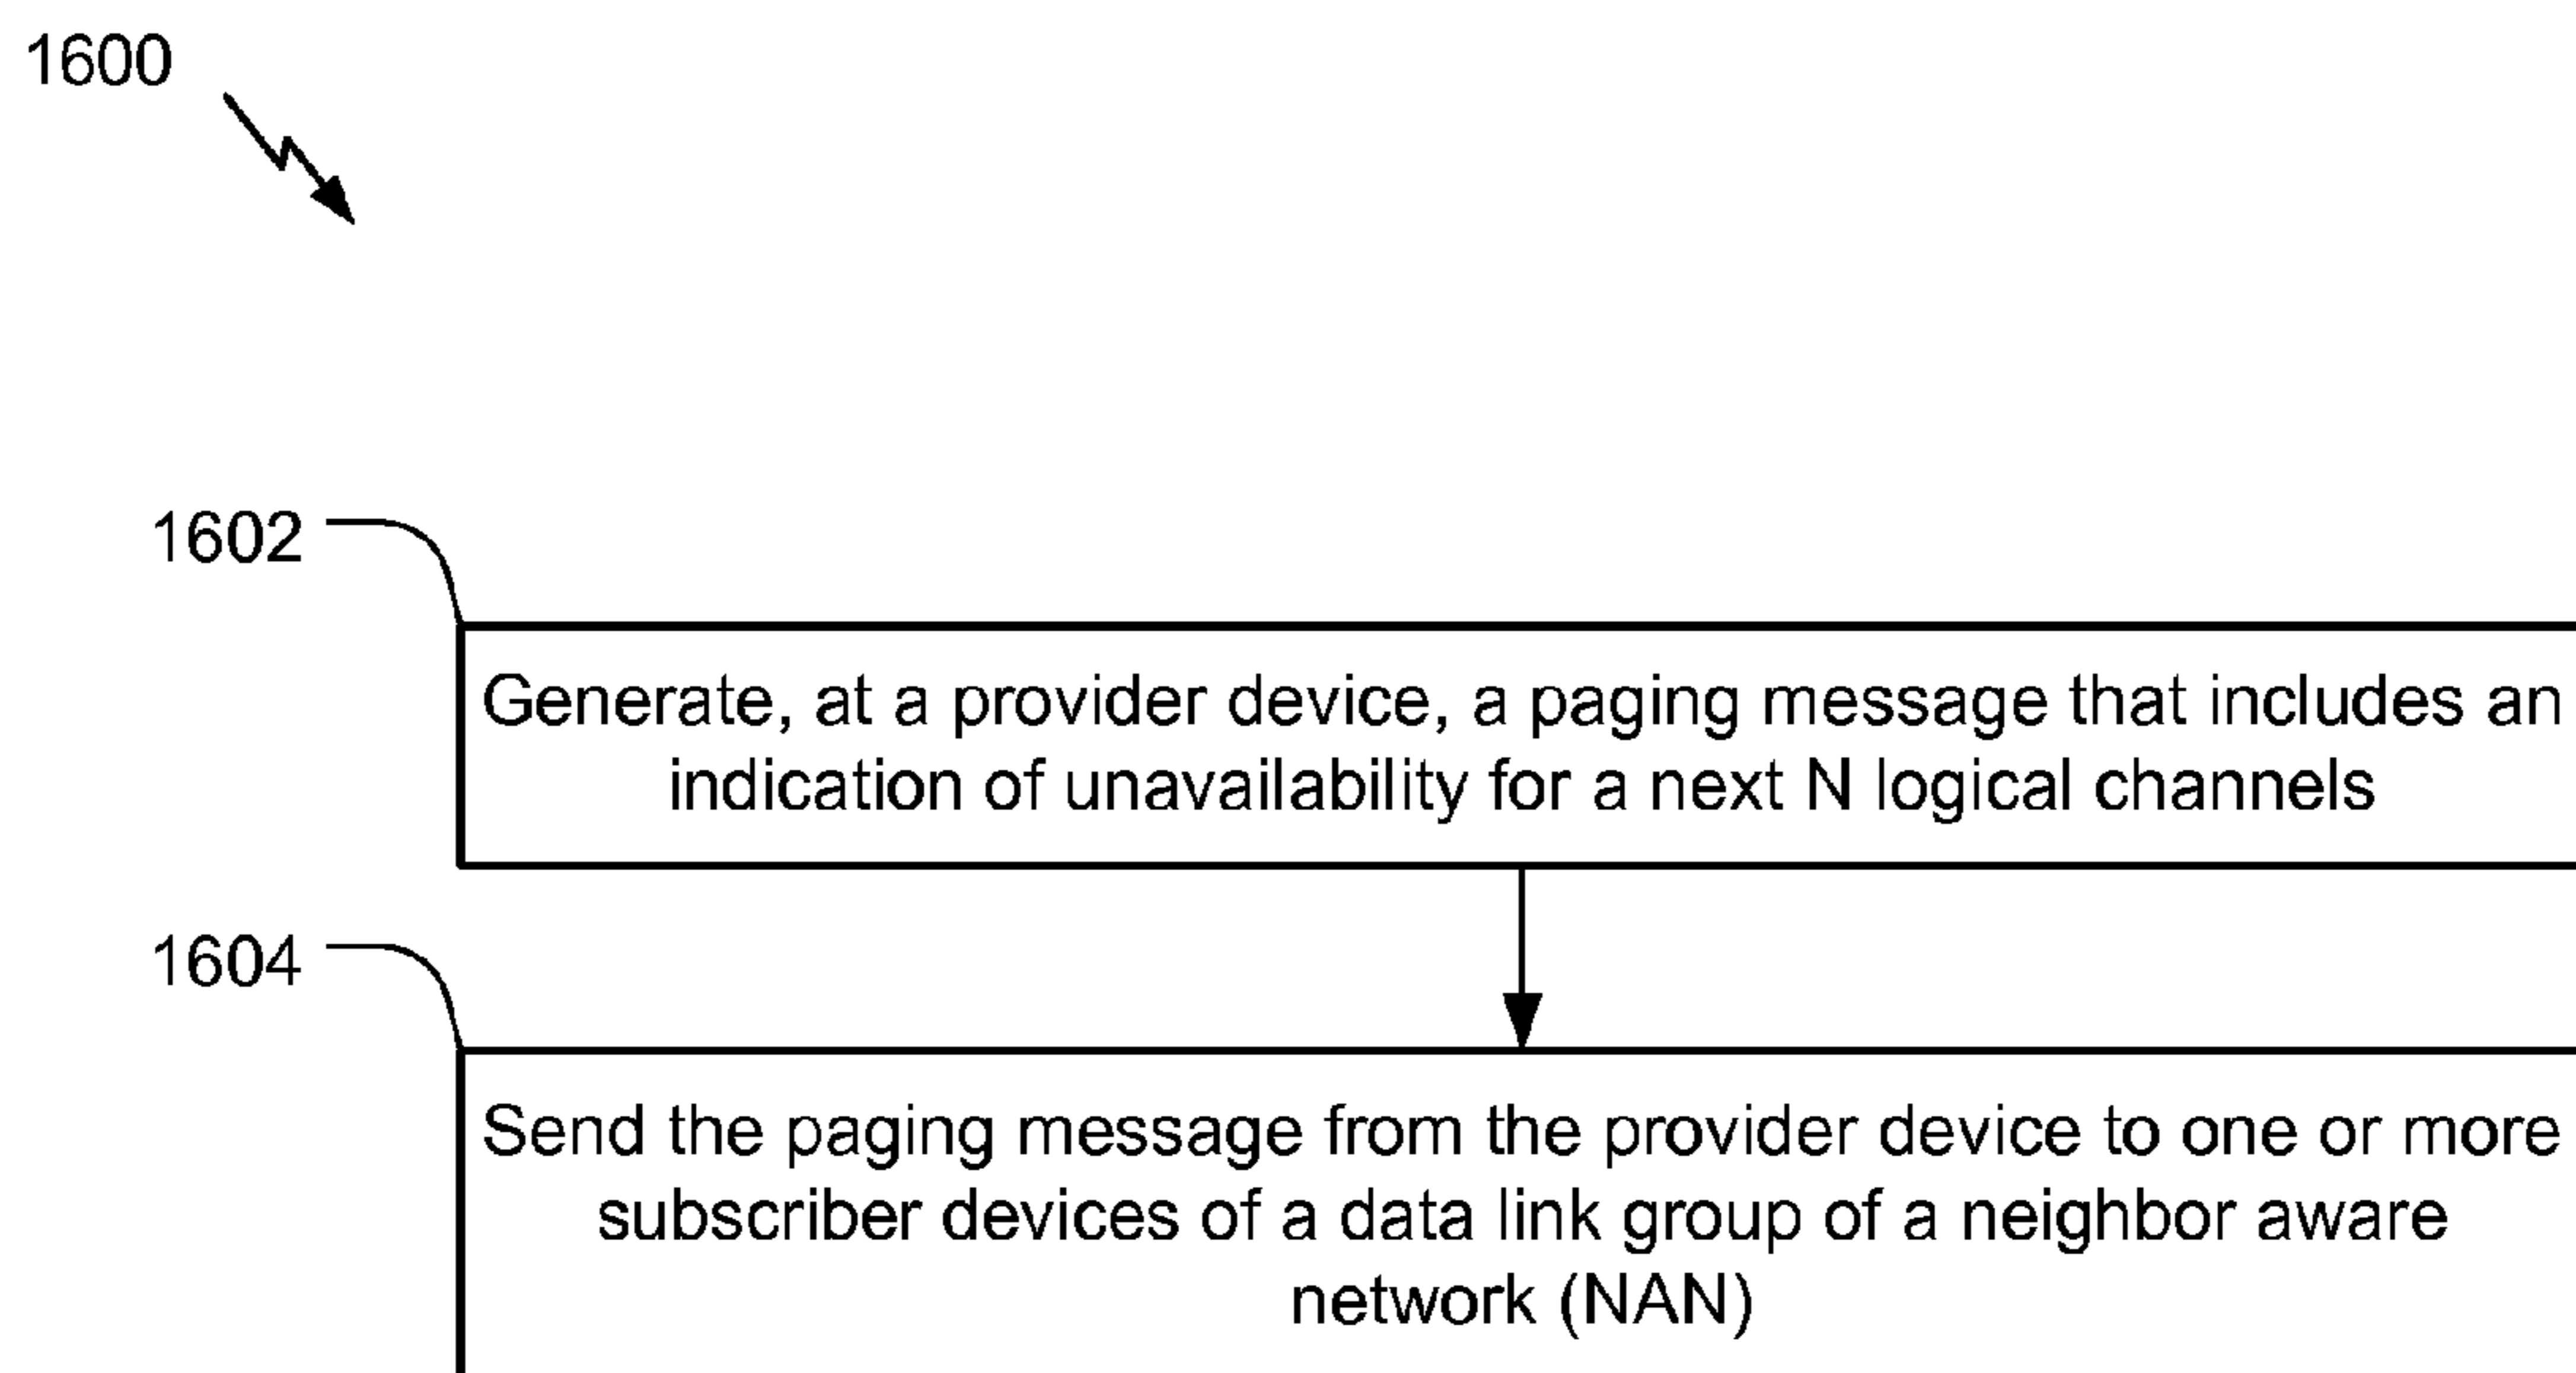 1600
1602
Generate, at a provider device, a paging message that includes an
indication of unavailability for a next N logical channels
1604
Send the paging message from the provider device to one or more
subscriber devices of a data link group of a neighbor aware
network (NAN)